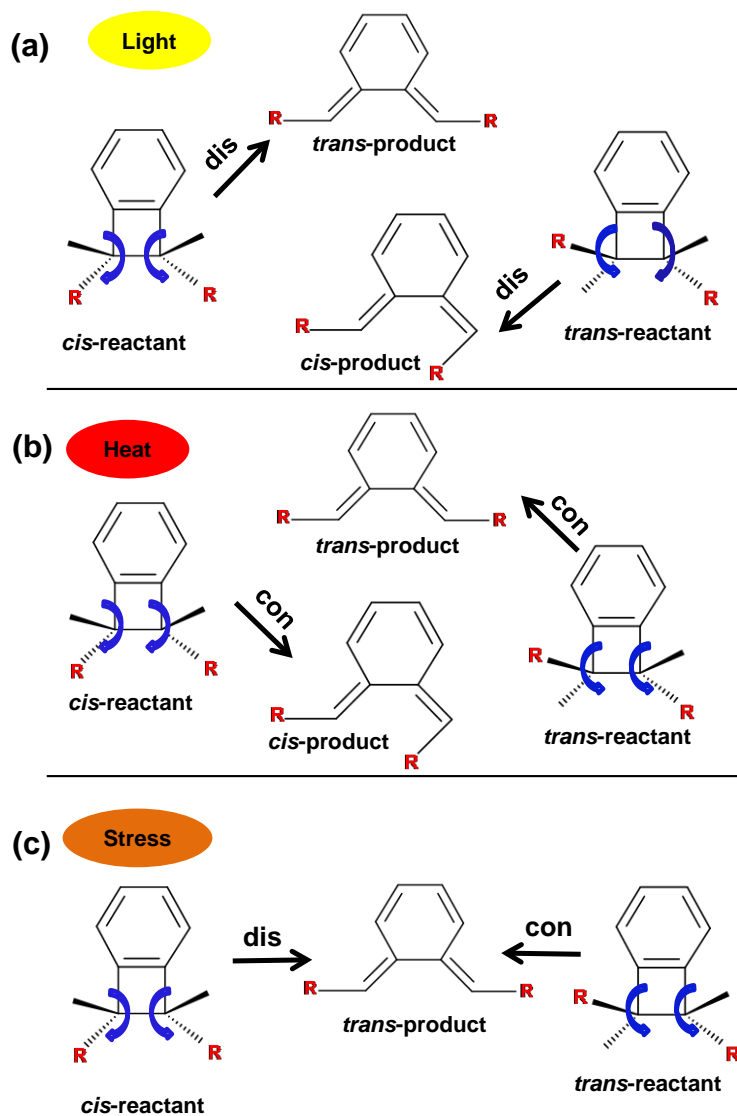 (a)
Light
R
R
trans-product
dis
R
R
cis-reactant
R
R
trans-reactant
dis
R
R
cis-product
(b)
Heat
R
R
trans-product
con
R
R
cis-reactant
con
R
R
cis-product
R
R
trans-reactant
(c)
Stress
dis
con
R
R
trans-product
R
R
cis-reactant
R
R
trans-reactant